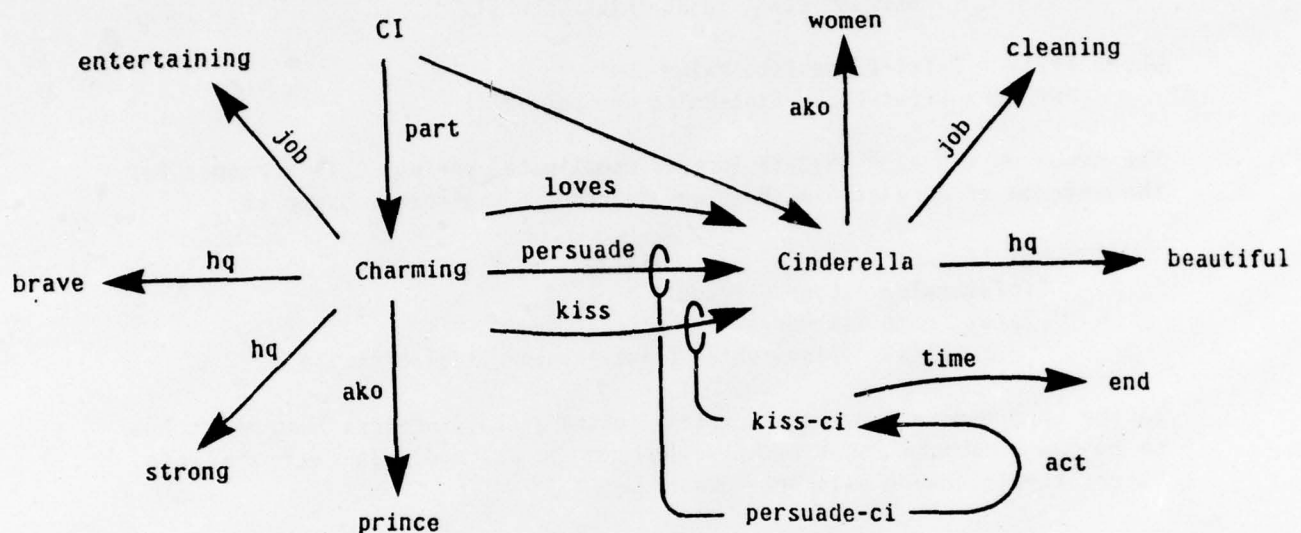 CI
women
entertaining
cleaning
part
ako
job
job
loves
persuade
hq
Charming
Cinderella
hq
beautiful
brave
kiss
hq
time
ako
end
kiss-ci
strong
act
persuade-ci
prince